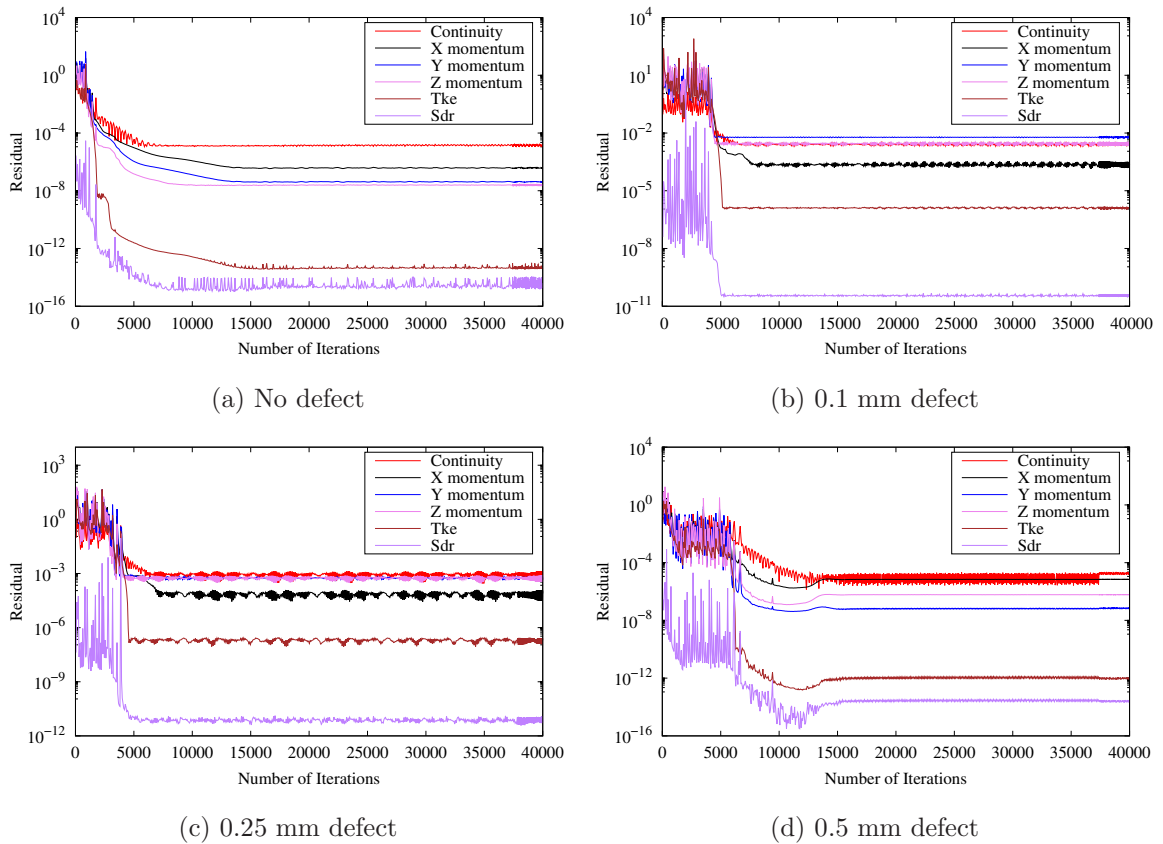 10^4
10^0
10^-4
10^-8
10^-12
10^-16
Residual
0 5000 10000 15000 20000 25000 30000 35000 40000
Number of Iterations
Continuity
X momentum
Y momentum
Z momentum
Tke
Sdr
(a) No defect
10^4
10^1
10^-2
10^-5
10^-8
10^-11
Residual
0 5000 10000 15000 20000 25000 30000 35000 40000
Number of Iterations
Continuity
X momentum
Y momentum
Z momentum
Tke
Sdr
(b) 0.1 mm defect
10^3
10^0
10^-3
10^-6
10^-9
10^-12
Residual
0 5000 10000 15000 20000 25000 30000 35000 40000
Number of Iterations
Continuity
X momentum
Y momentum
Z momentum
Tke
Sdr
(c) 0.25 mm defect
10^4
10^0
10^-4
10^-8
10^-12
10^-16
Residual
0 5000 10000 15000 20000 25000 30000 35000 40000
Number of Iterations
Continuity
X momentum
Y momentum
Z momentum
Tke
Sdr
(d) 0.5 mm defect